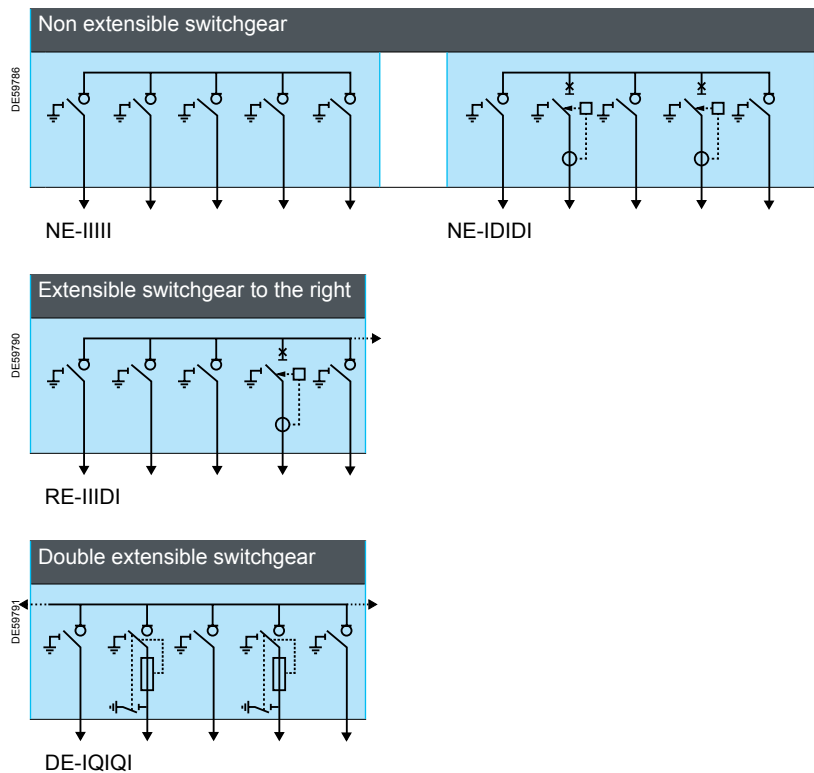 Non extensible switchgear
DE59786
NE-IIIII
NE-IDIDI
Extensible switchgear to the right
DE59790
RE-IIIDI
Double extensible switchgear
DE59791
DE-IQIQI